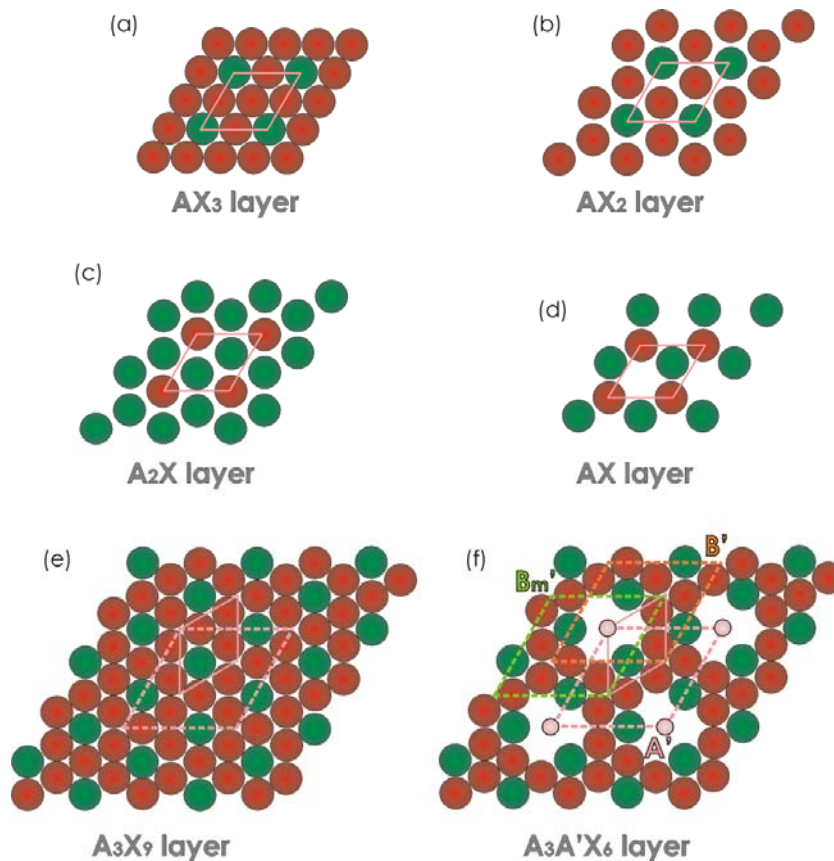 (a)
(b)
AX₃ layer
AX₂ layer
(c)
(d)
A₂X layer
AX layer
(e)
(f)
B'
Bm'
A'
A₃X₉ layer
A₃A'X₆ layer